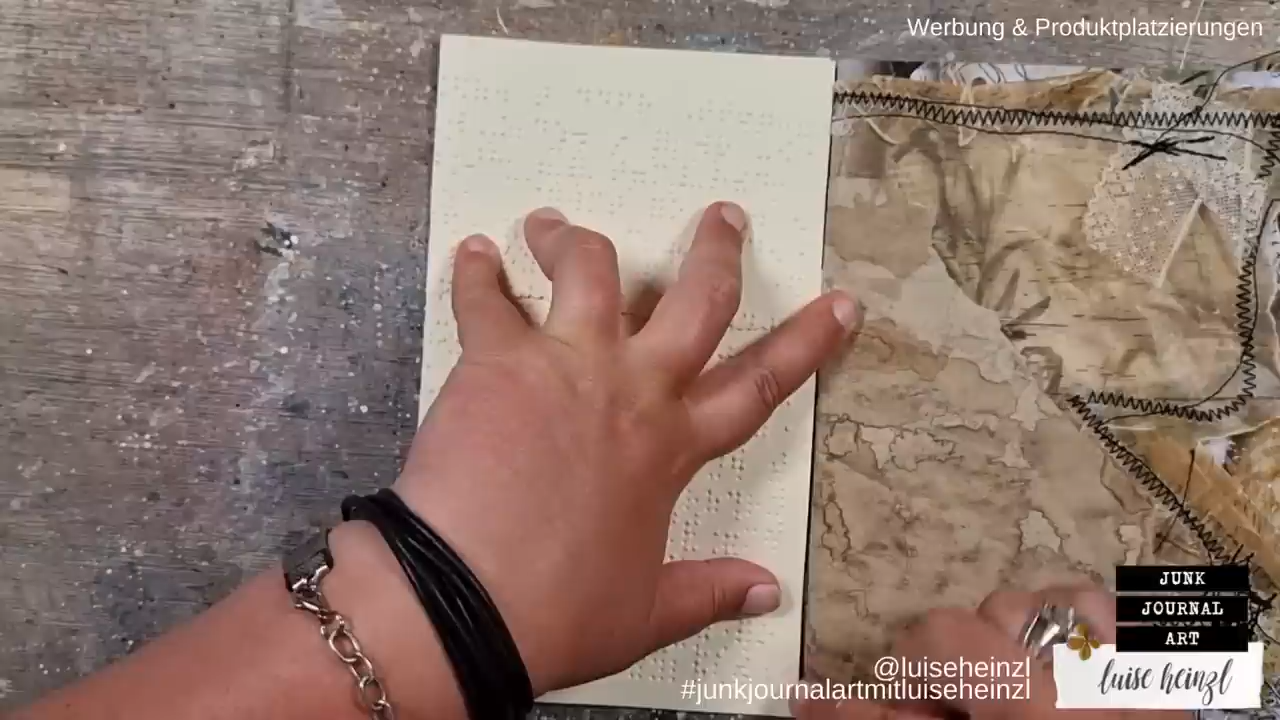 Werbung & Produktplatzierungen
JUNK
JOURNAL
ART
@luiseheinzl
#junkjournalartmitluiseheinzl
luise heinzl